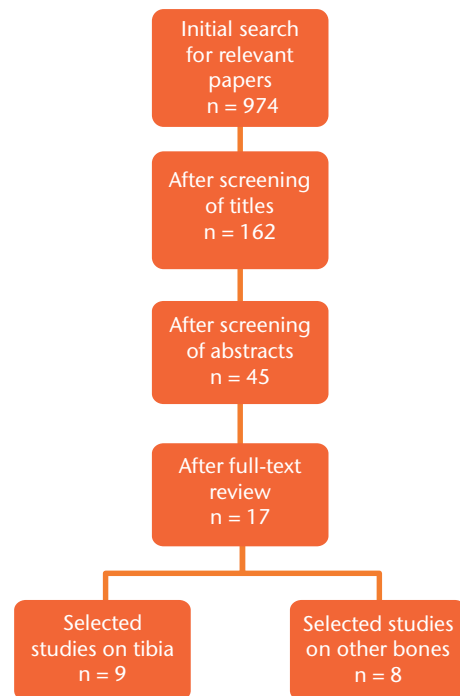 Initial search
for relevant
papers
n = 974
After screening
of titles
n = 162
After screening
of abstracts
n = 45
After full-text
review
n = 17
Selected
studies on tibia
n = 9
Selected studies
on other bones
n = 8